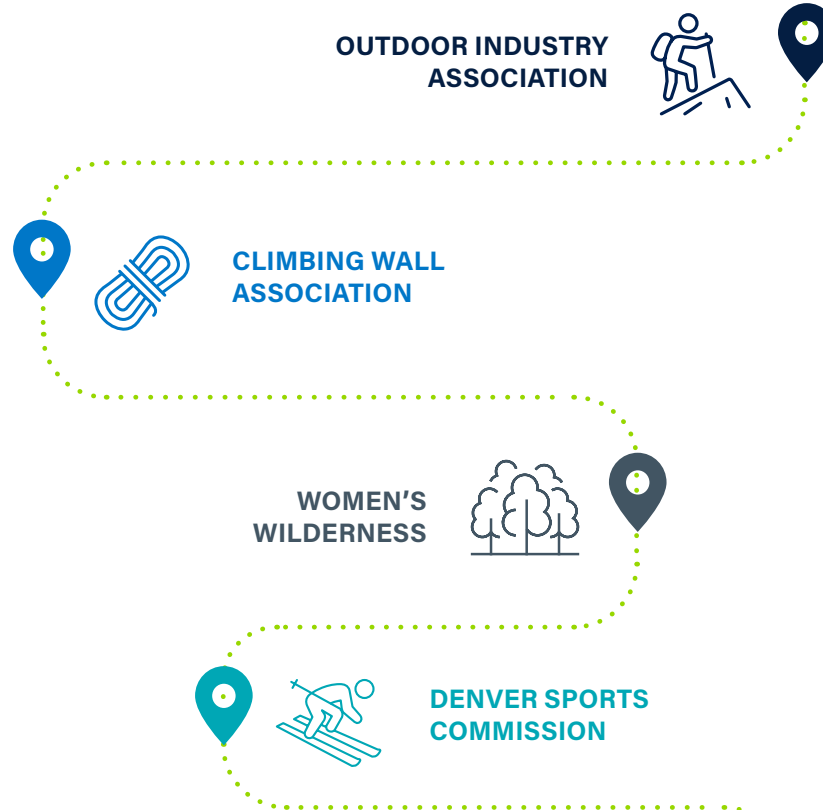 OUTDOOR INDUSTRY
ASSOCIATION
CLIMBING WALL
ASSOCIATION
WOMEN’S
WILDERNESS
DENVER SPORTS
COMMISSION